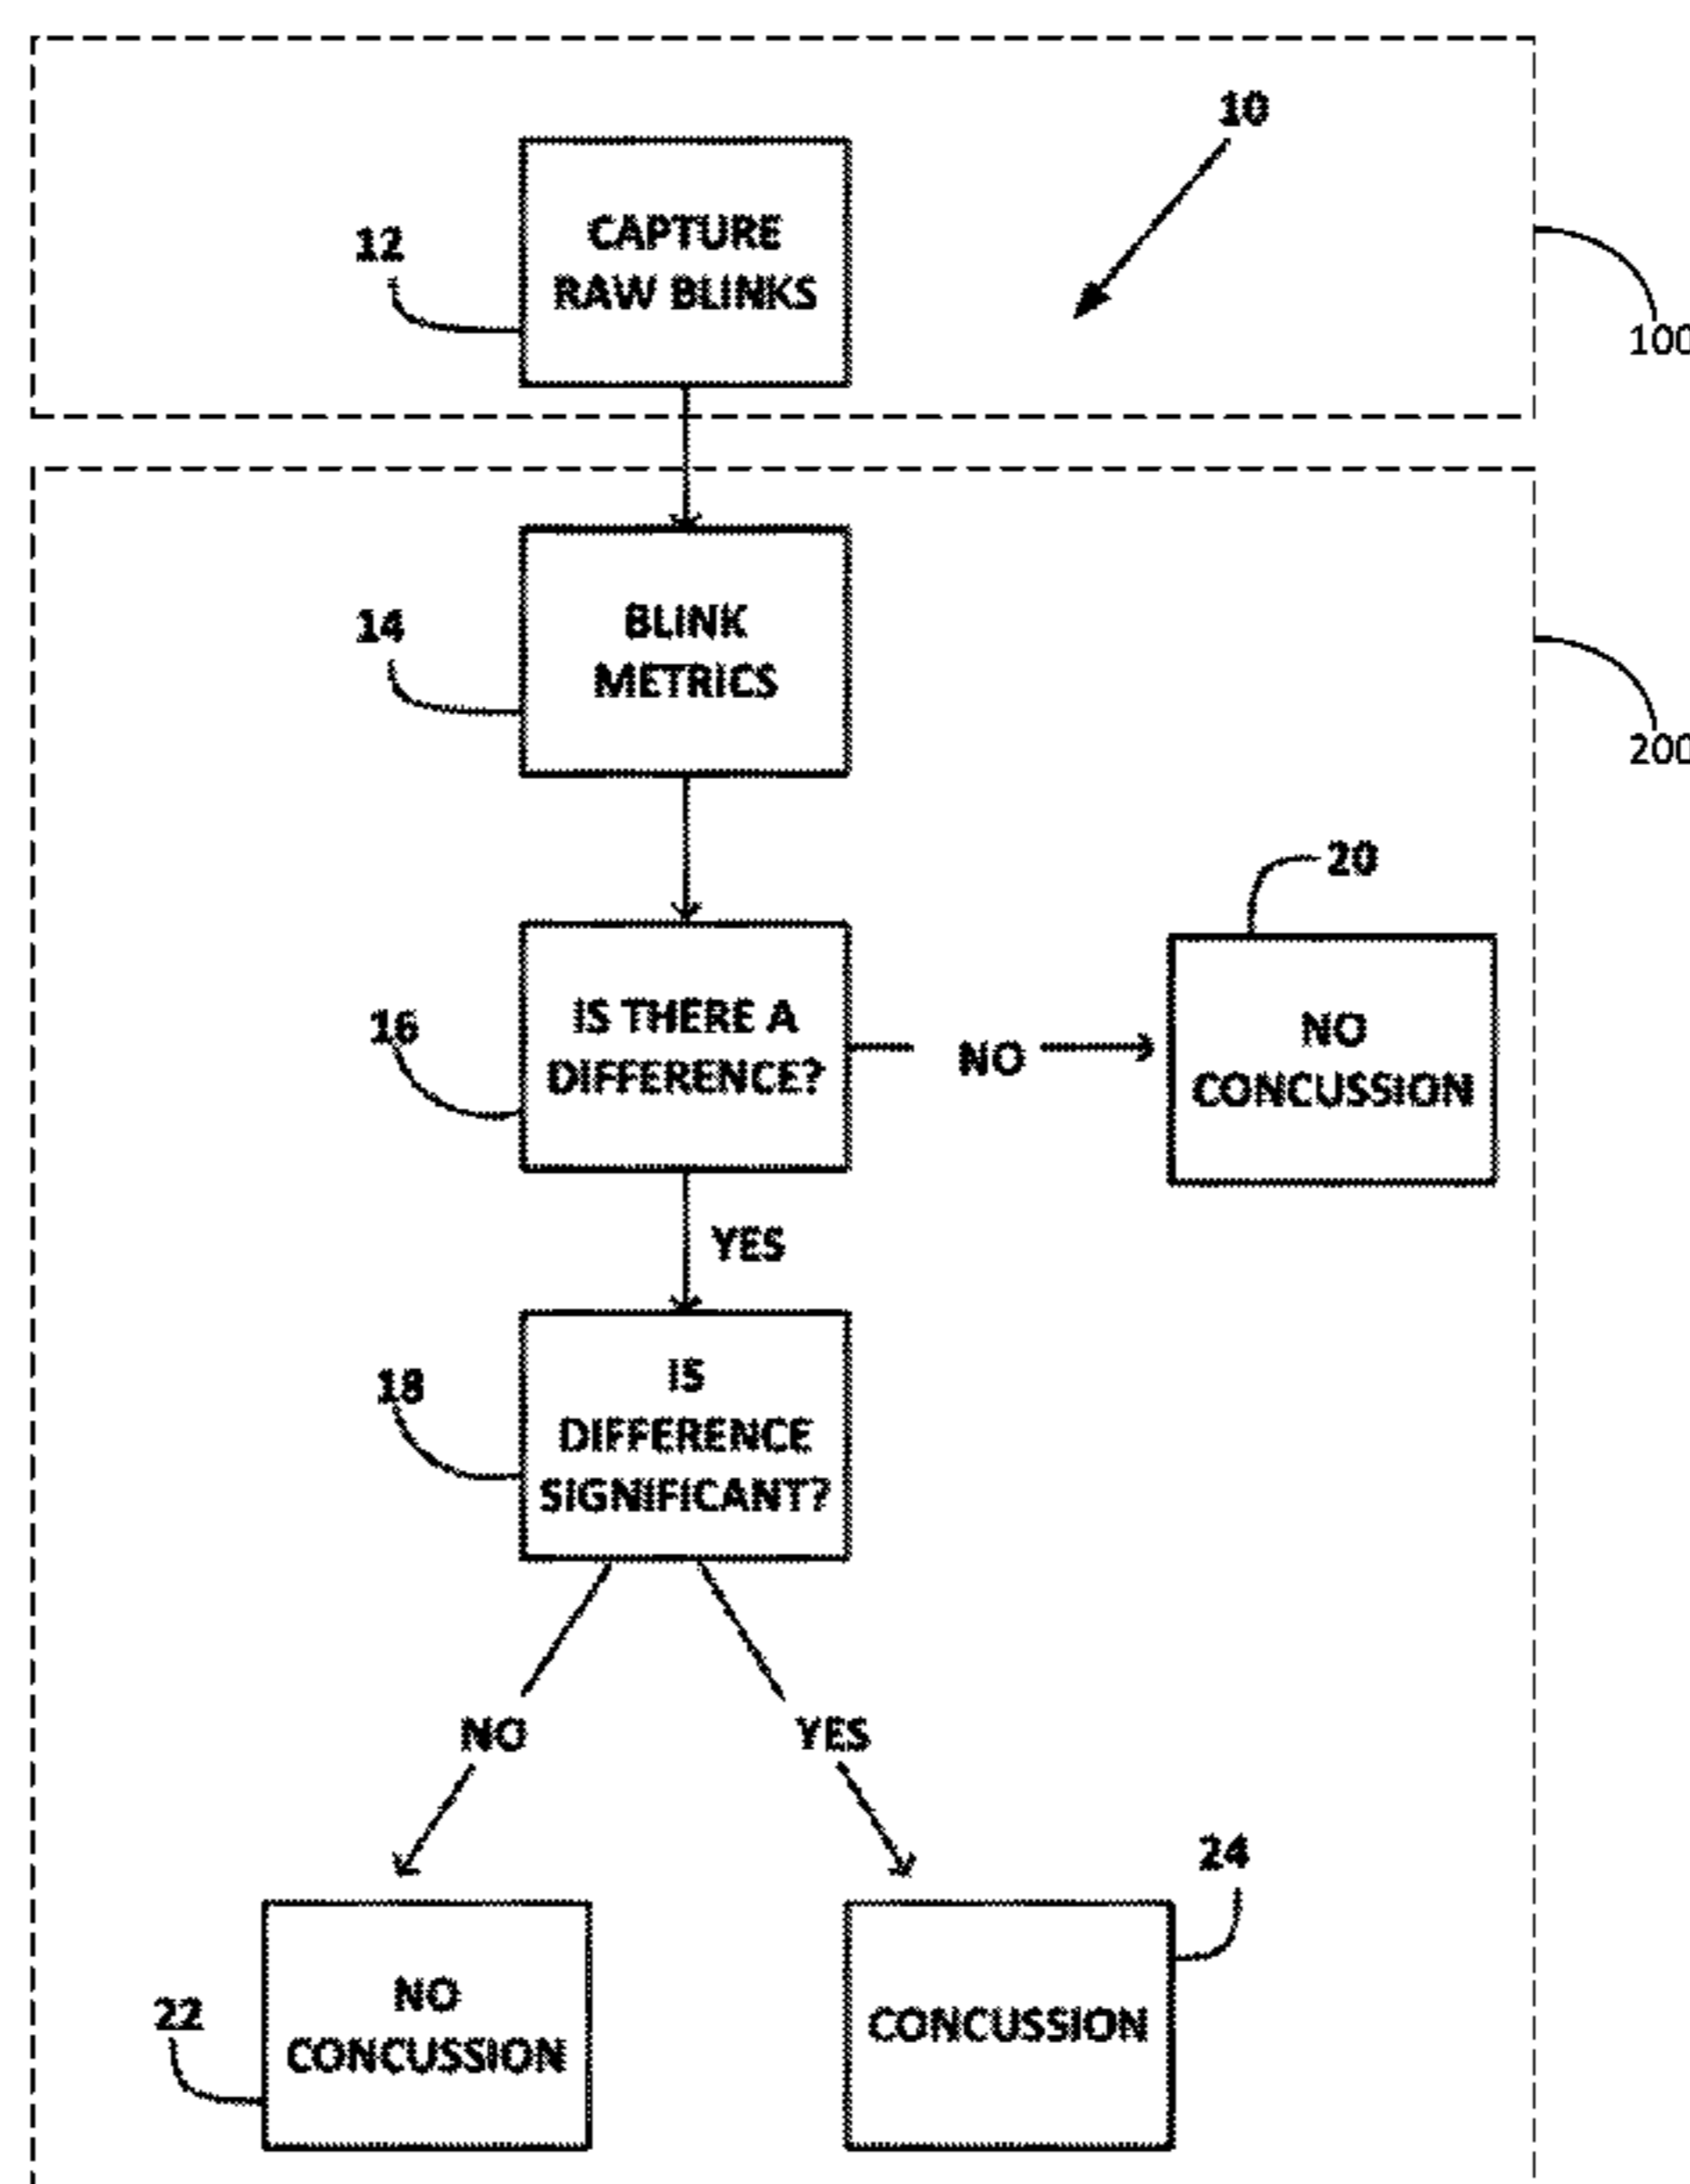 10
12
CAPTURE
RAW BLINKS
100
14
BLINK
METRICS
200
20
16
IS THERE A
DIFFERENCE?
NO
NO
CONCUSSION
YES
18
IS
DIFFERENCE
SIGNIFICANT?
NO
YES
24
22
NO
CONCUSSION
CONCUSSION